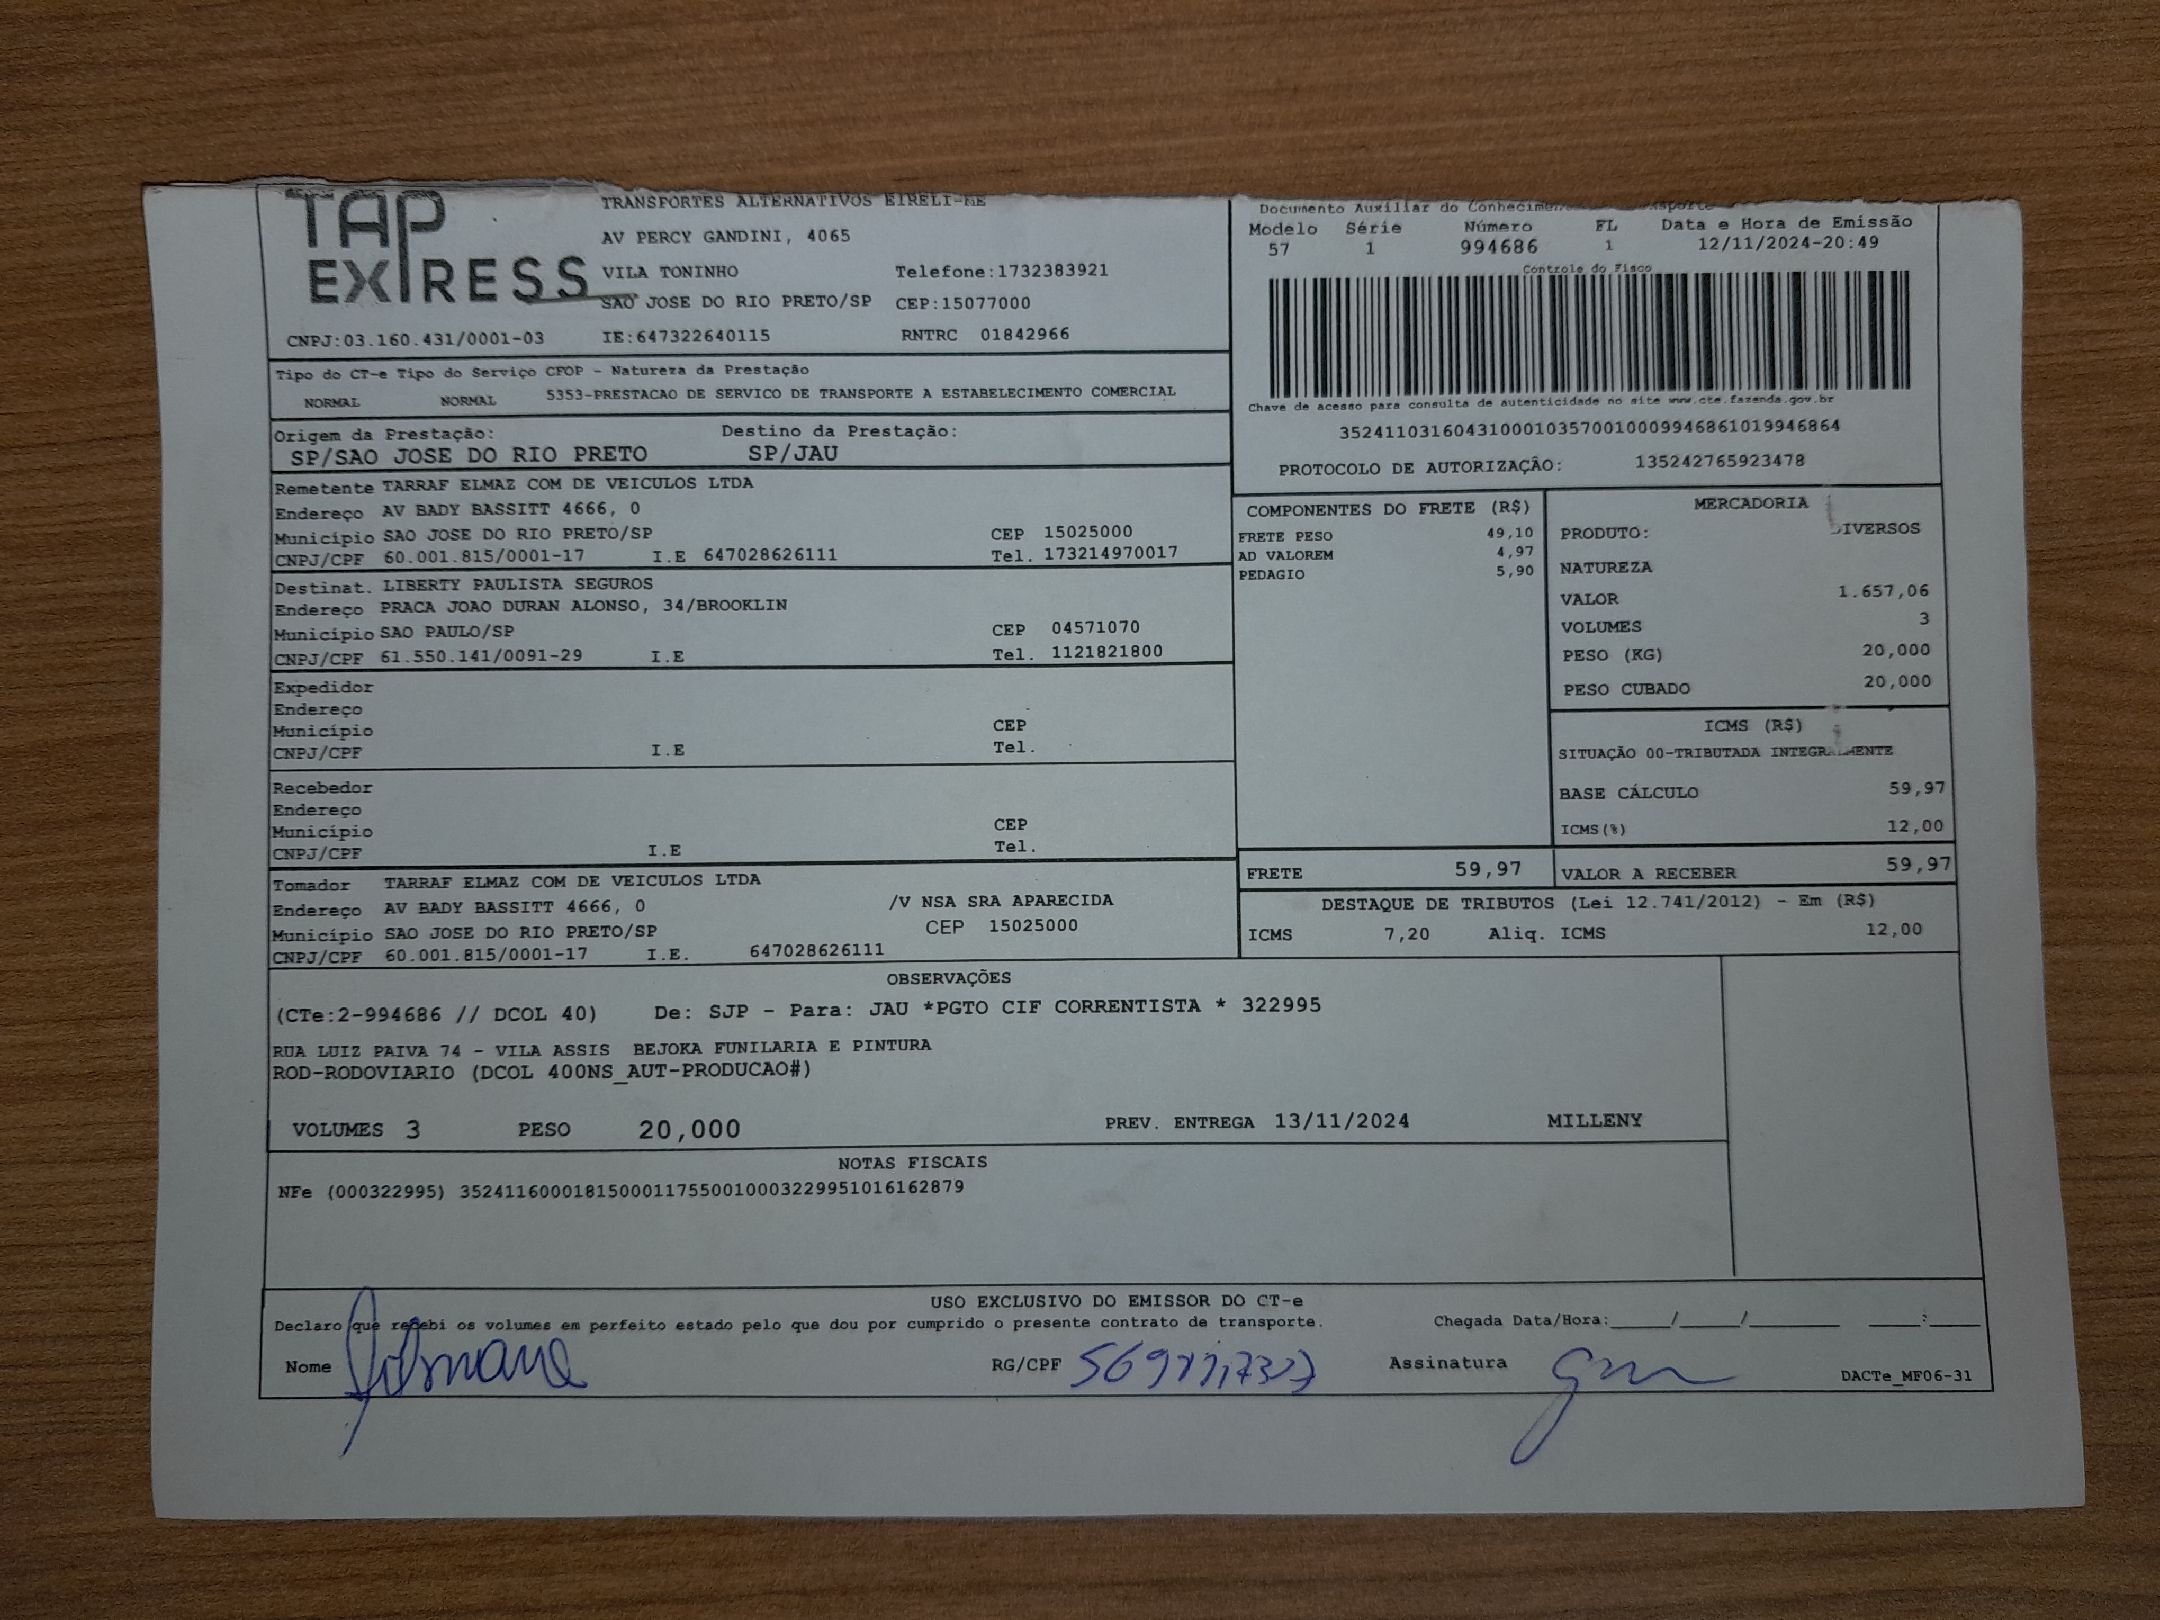 TAP EXPRESS
TRANSPORTES ALTERNATIVOS EIRELI-ME
AV PERCY GANDINI, 4065
VILA TONINHO Telefone:1732383921
SAO JOSE DO RIO PRETO/SP CEP:15077000
CNPJ:03.160.431/0001-03 IE:647322640115 RNTRC 01842966
Documento Auxiliar do
Modelo Série Número FL Data e Hora de Emissão
57 1 994686 1 12/11/2024-20:49
Controle do Fisco
Chave de acesso para consulta de autenticidade no site www.cte.fazenda.gov.br
35241103160431000103570010009946861019946864
PROTOCOLO DE AUTORIZAÇÃO: 135242765923478
Tipo do CT-e Tipo do Serviço CFOP - Natureza da Prestação
NORMAL NORMAL 5353-PRESTACAO DE SERVICO DE TRANSPORTE A ESTABELECIMENTO COMERCIAL
Origem da Prestação: Destino da Prestação:
SP/SAO JOSE DO RIO PRETO SP/JAU
Remetente TARRAF ELMAZ COM DE VEICULOS LTDA
Endereço AV BADY BASSITT 4666, 0
Município SAO JOSE DO RIO PRETO/SP CEP 15025000
CNPJ/CPF 60.001.815/0001-17 I.E 647028626111 Tel. 173214970017
Destinat. LIBERTY PAULISTA SEGUROS
Endereço PRACA JOAO DURAN ALONSO, 34/BROOKLIN
Município SAO PAULO/SP CEP 04571070
CNPJ/CPF 61.550.141/0091-29 I.E Tel. 1121821800
Expedidor
Endereço
Município CEP
CNPJ/CPF I.E Tel.
Recebedor
Endereço
Município CEP
CNPJ/CPF I.E Tel.
Tomador TARRAF ELMAZ COM DE VEICULOS LTDA
Endereço AV BADY BASSITT 4666, 0 /V NSA SRA APARECIDA
Município SAO JOSE DO RIO PRETO/SP CEP 15025000
CNPJ/CPF 60.001.815/0001-17 I.E. 647028626111
COMPONENTES DO FRETE (R$)
FRETE PESO 49,10
AD VALOREM 4,97
PEDAGIO 5,90
MERCADORIA
PRODUTO: DIVERSOS
NATUREZA
VALOR 1.657,06
VOLUMES 3
PESO (KG) 20,000
PESO CUBADO 20,000
ICMS (R$)
SITUAÇÃO 00-TRIBUTADA INTEGRALMENTE
BASE CÁLCULO 59,97
ICMS(%) 12,00
FRETE 59,97 VALOR A RECEBER 59,97
DESTAQUE DE TRIBUTOS (Lei 12.741/2012) - Em (R$)
ICMS 7,20 Aliq. ICMS 12,00
OBSERVAÇÕES
(CTe:2-994686 // DCOL 40) De: SJP - Para: JAU *PGTO CIF CORRENTISTA * 322995
RUA LUIZ PAIVA 74 - VILA ASSIS BEJOKA FUNILARIA E PINTURA
ROD-RODOVIARIO (DCOL 400NS_AUT-PRODUCAO#)
VOLUMES 3 PESO 20,000 PREV. ENTREGA 13/11/2024 MILLENY
NOTAS FISCAIS
NFe (000322995) 35241160001815000117550010003229951016162879
USO EXCLUSIVO DO EMISSOR DO CT-e
Declaro que recebi os volumes em perfeito estado pelo que dou por cumprido o presente contrato de transporte. Chegada Data/Hora:____/____/______ ____:____
Nome RG/CPF Assinatura DACTe_MF06-31